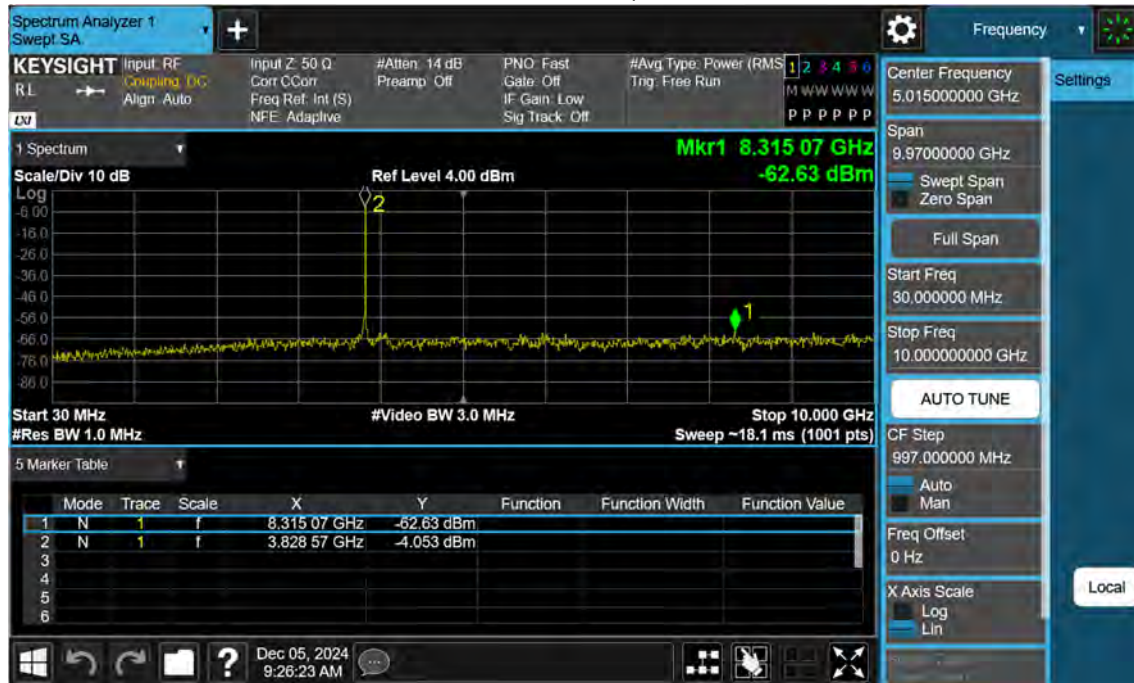 Spectrum Analyzer 1
Swept SA
+
Frequency
KEYSIGHT
RL
LXI
Input: RF
Coupling: DC
Align: Auto
Input Z: 50 Ω
Corr CCorr
Freq Ref: Int (S)
NFE: Adaptive
#Atten: 14 dB
Preamp: Off
PNO: Fast
Gate: Off
IF Gain: Low
Sig Track: Off
#Avg Type: Power (RMS
Trig: Free Run
1 2 3 4 5 6
M W W W W W
P P P P P P
1 Spectrum
Scale/Div 10 dB
Ref Level 4.00 dBm
Mkr1 8.315 07 GHz
-62.63 dBm
Log
-6.00
-16.0
-26.0
-36.0
-46.0
-56.0
-66.0
-76.0
-86.0
2
1
Start 30 MHz
#Video BW 3.0 MHz
Stop 10.000 GHz
#Res BW 1.0 MHz
Sweep ~18.1 ms (1001 pts)
5 Marker Table
Mode Trace Scale X Y Function Function Width Function Value
1 N 1 f 8.315 07 GHz -62.63 dBm
2 N 1 f 3.828 57 GHz -4.053 dBm
3
4
5
6
Dec 05, 2024
9:26:23 AM
?
Center Frequency
5.015000000 GHz
Settings
Span
9.97000000 GHz
Swept Span
Zero Span
Full Span
Start Freq
30.000000 MHz
Stop Freq
10.000000000 GHz
AUTO TUNE
CF Step
997.000000 MHz
Auto
Man
Freq Offset
0 Hz
X Axis Scale
Log
Lin
Local